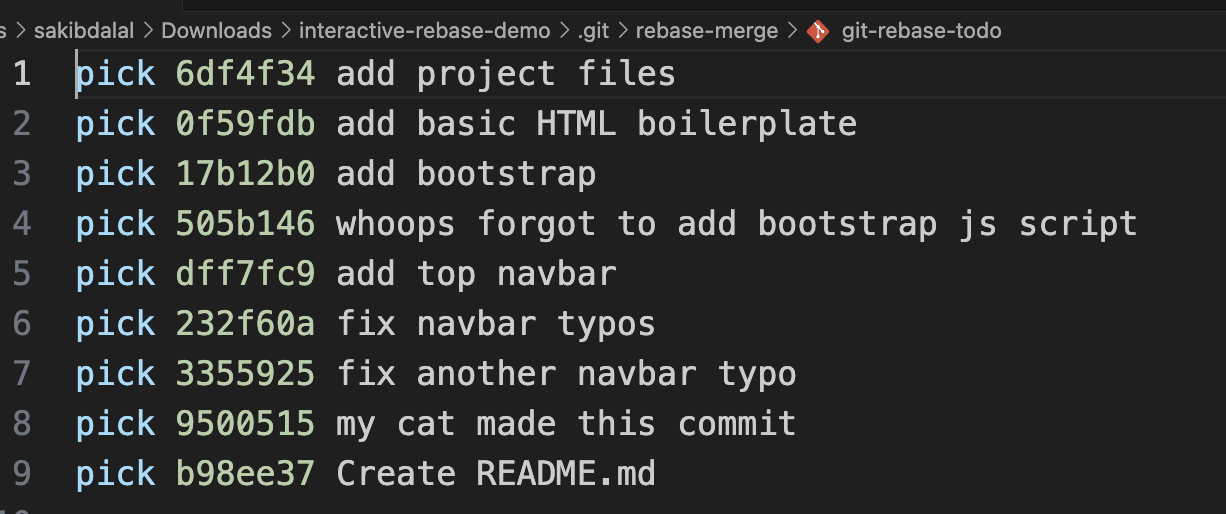 s > sakibdalal > Downloads > interactive-rebase-demo > .git > rebase-merge > git-rebase-todo
1 pick 6df4f34 add project files
2 pick 0f59fdb add basic HTML boilerplate
3 pick 17b12b0 add bootstrap
4 pick 505b146 whoops forgot to add bootstrap js script
5 pick dff7fc9 add top navbar
6 pick 232f60a fix navbar typos
7 pick 3355925 fix another navbar typo
8 pick 9500515 my cat made this commit
9 pick b98ee37 Create README.md